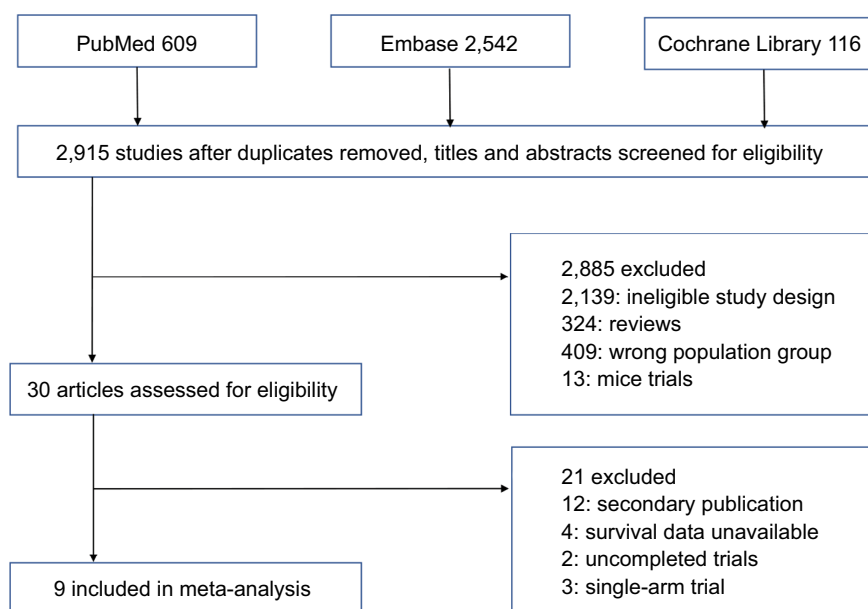 PubMed 609
Embase 2,542
Cochrane Library 116
2,915 studies after duplicates removed, titles and abstracts screened for eligibility
2,885 excluded
2,139: ineligible study design
324: reviews
409: wrong population group
13: mice trials
30 articles assessed for eligibility
21 excluded
12: secondary publication
4: survival data unavailable
2: uncompleted trials
3: single-arm trial
9 included in meta-analysis